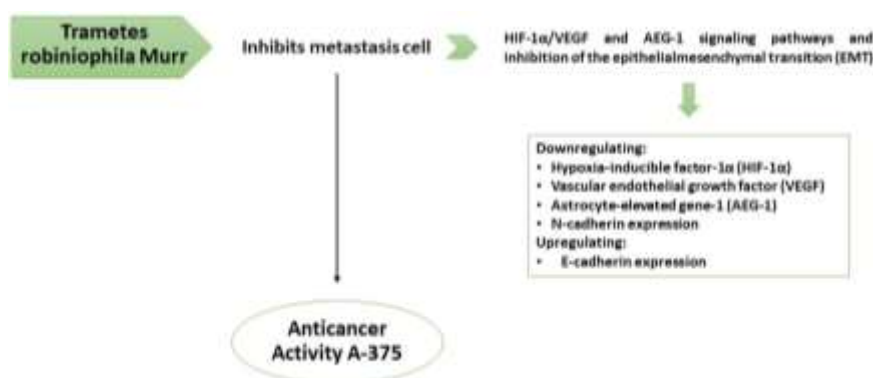 Trametes
robiniophila Murr
Inhibits metastasis cell
HIF-1α/VEGF and AEG-1 signaling pathways and
inhibition of the epithelialmesenchymal transition (EMT)
Downregulating:
• Hypoxia-inducible factor-1α (HIF-1α)
• Vascular endothelial growth factor (VEGF)
• Astrocyte-elevated gene-1 (AEG-1)
• N-cadherin expression
Upregulating:
• E-cadherin expression
Anticancer
Activity A-375